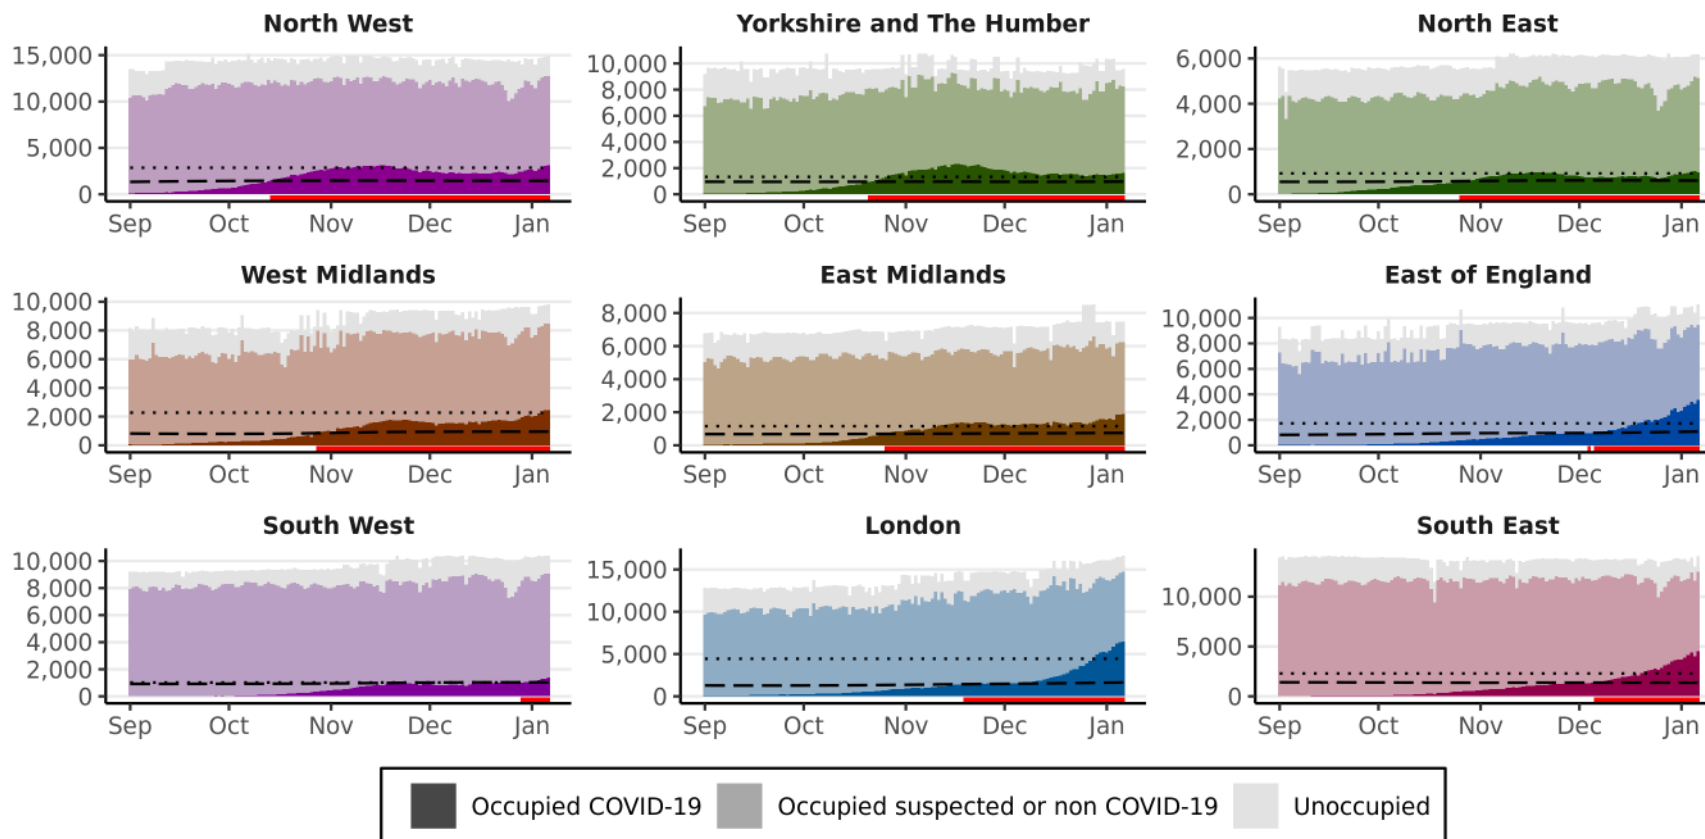 North West
15,000
10,000
5,000
0
Sep Oct Nov Dec Jan
Yorkshire and The Humber
10,000
8,000
6,000
4,000
2,000
0
Sep Oct Nov Dec Jan
North East
6,000
4,000
2,000
0
Sep Oct Nov Dec Jan
West Midlands
10,000
8,000
6,000
4,000
2,000
0
Sep Oct Nov Dec Jan
East Midlands
8,000
6,000
4,000
2,000
0
Sep Oct Nov Dec Jan
East of England
10,000
8,000
6,000
4,000
2,000
0
Sep Oct Nov Dec Jan
South West
10,000
8,000
6,000
4,000
2,000
0
Sep Oct Nov Dec Jan
London
15,000
10,000
5,000
0
Sep Oct Nov Dec Jan
South East
10,000
5,000
0
Sep Oct Nov Dec Jan
Occupied COVID-19 Occupied suspected or non COVID-19 Unoccupied